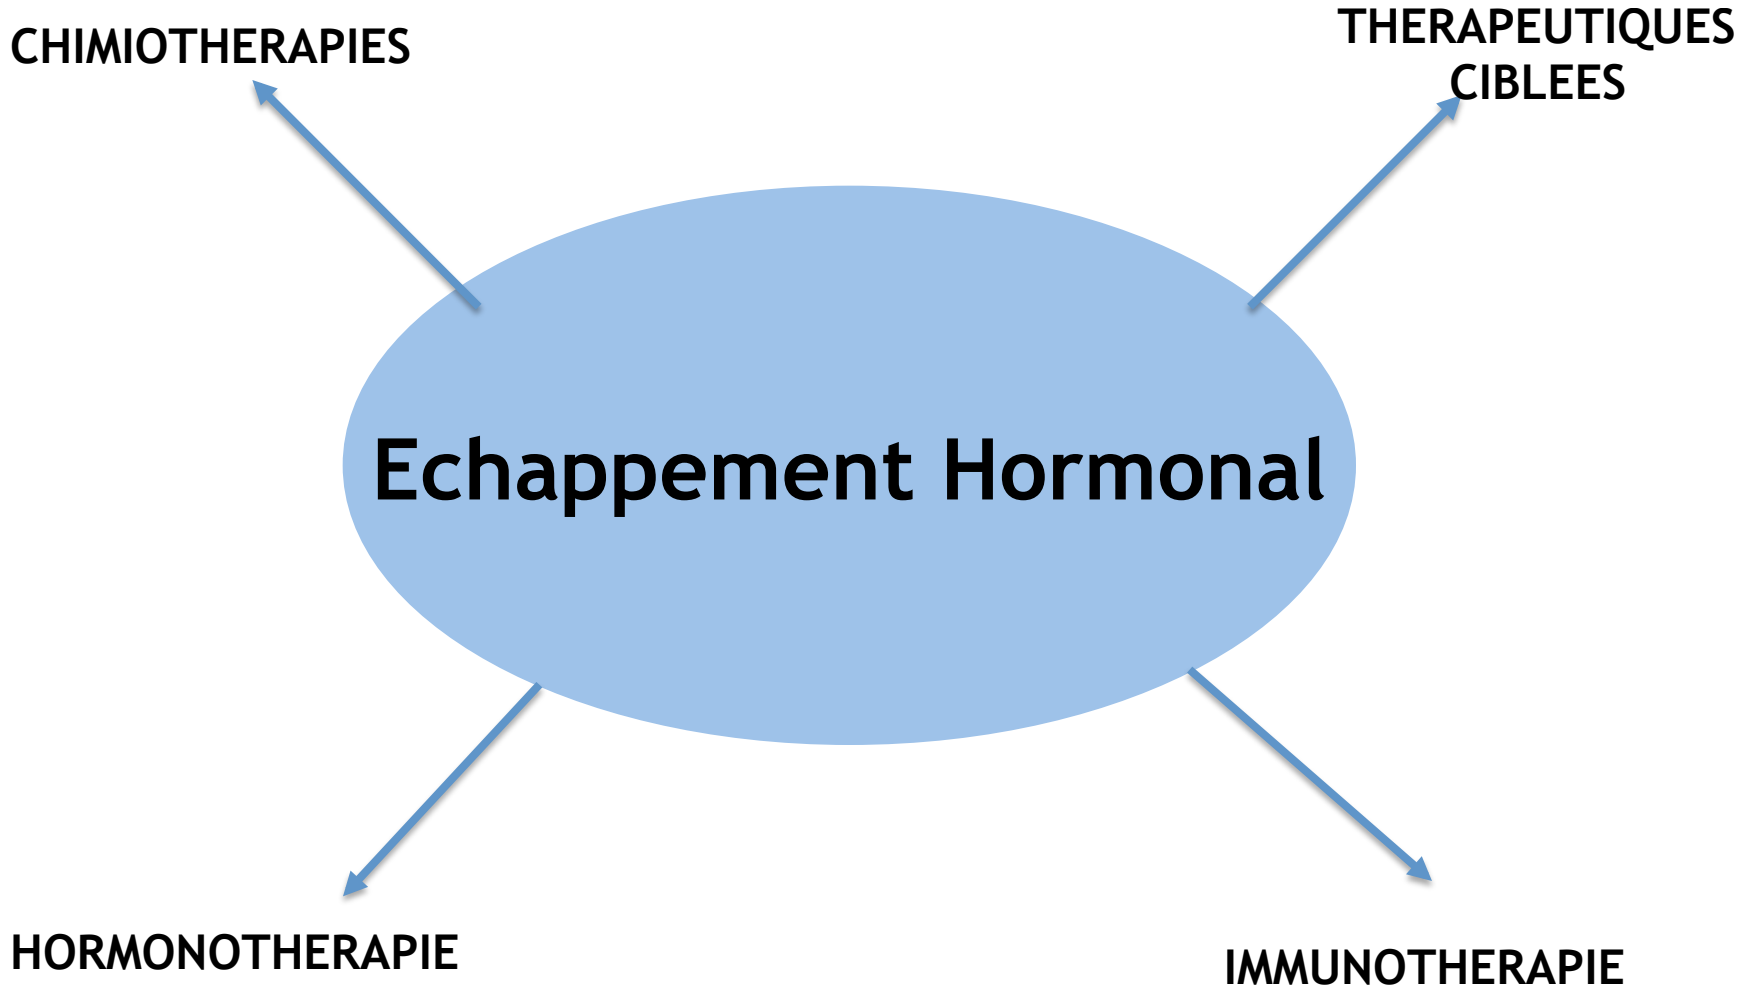 CHIMIOTHERAPIES
THERAPEUTIQUES
CIBLEES
Echappement Hormonal
HORMONOTHERAPIE
IMMUNOTHERAPIE